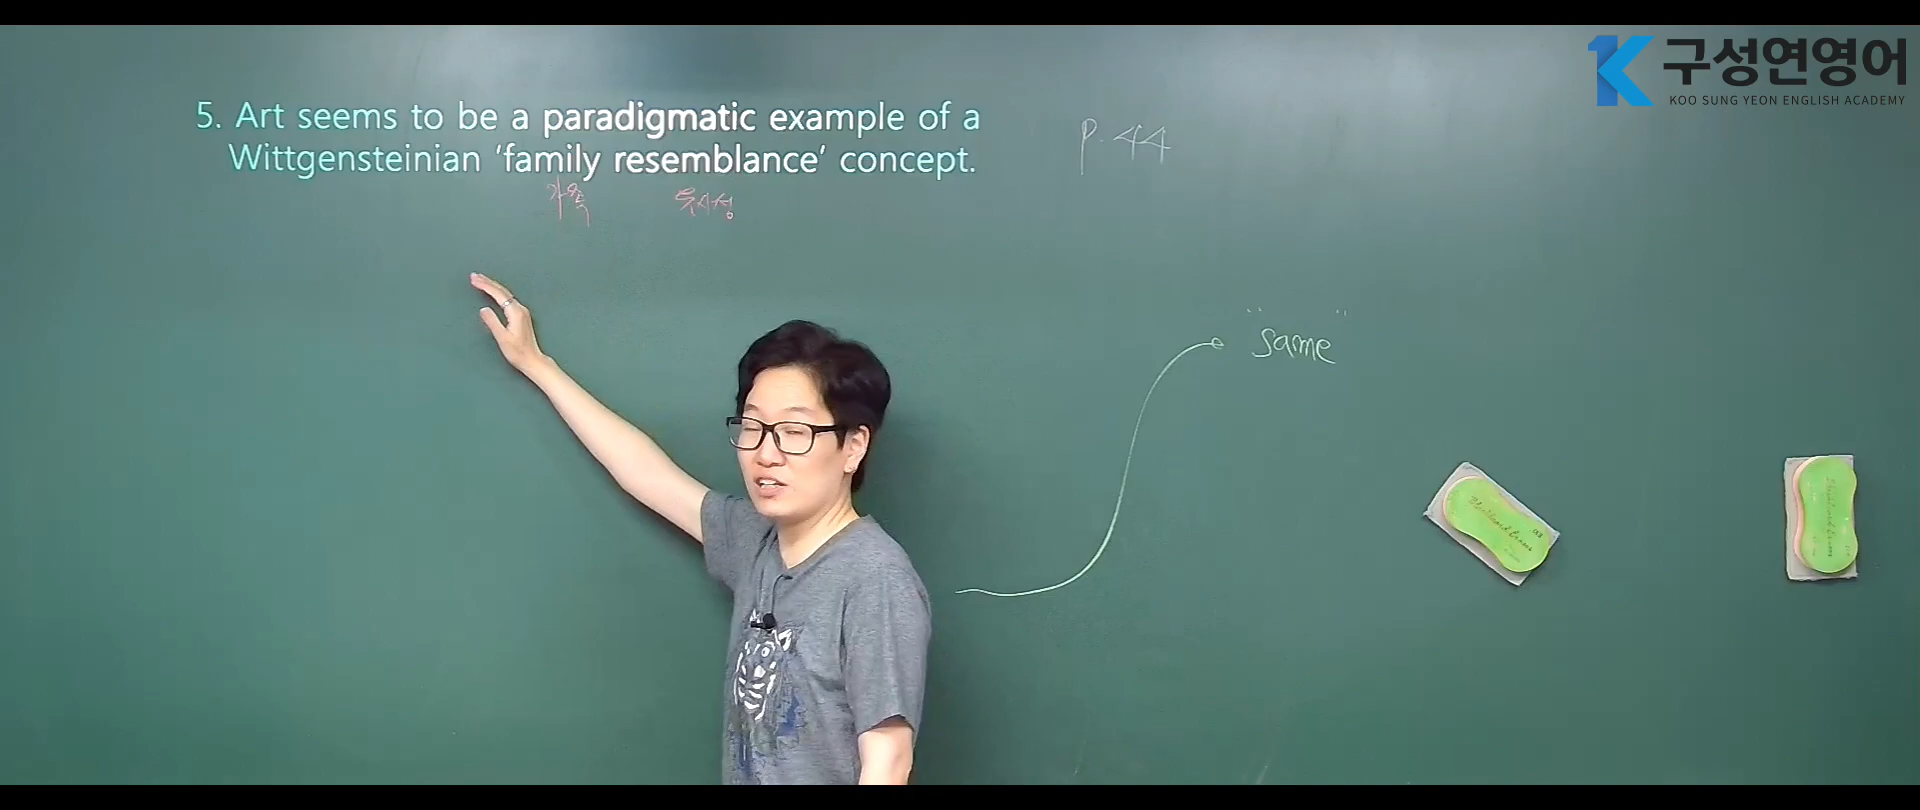 구성연영어
KOO SUNG YEON ENGLISH ACADEMY
5. Art seems to be a paradigmatic example of a
Wittgensteinian 'family resemblance' concept.
p. 44
가족 유사성
"same"